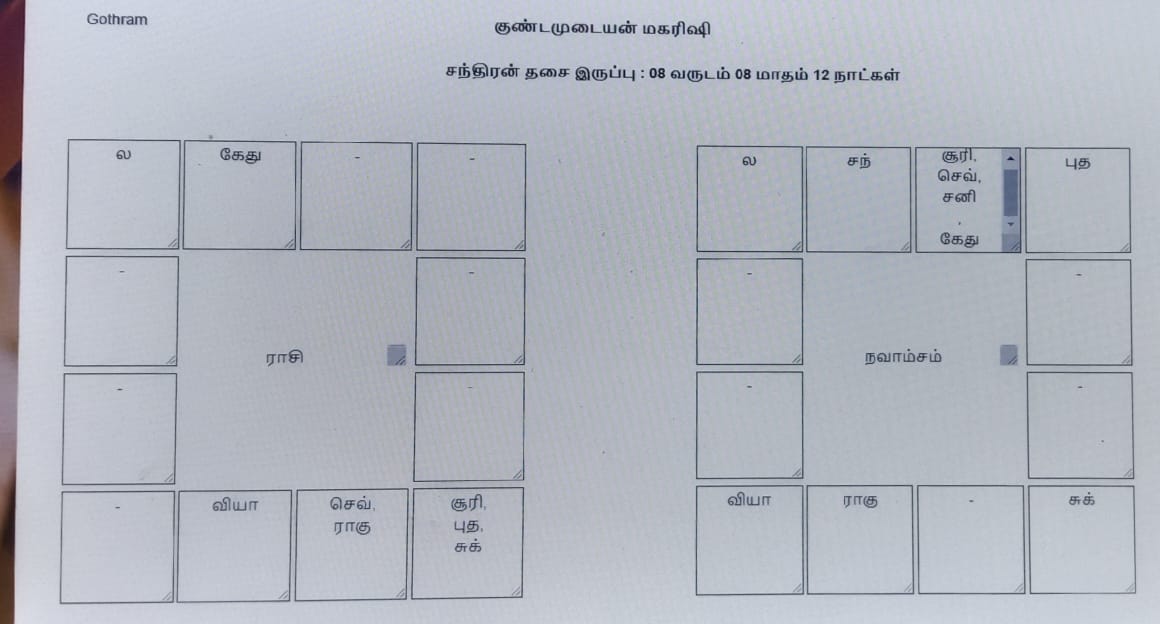 Gothram
குண்டமுடையன் மகரிஷி
சந்திரன் தசை இருப்பு : 08 வருடம் 08 மாதம் 12 நாட்கள்
ல
கேது
-
-
-
-
ராசி
-
-
-
வியா
செவ்,
ராகு
சூரி,
புத,
சுக்
ல
சந்
சூரி,
செவ்,
சனி
,
கேது
புத
-
-
நவாம்சம்
-
-
வியா
ராகு
-
சுக்